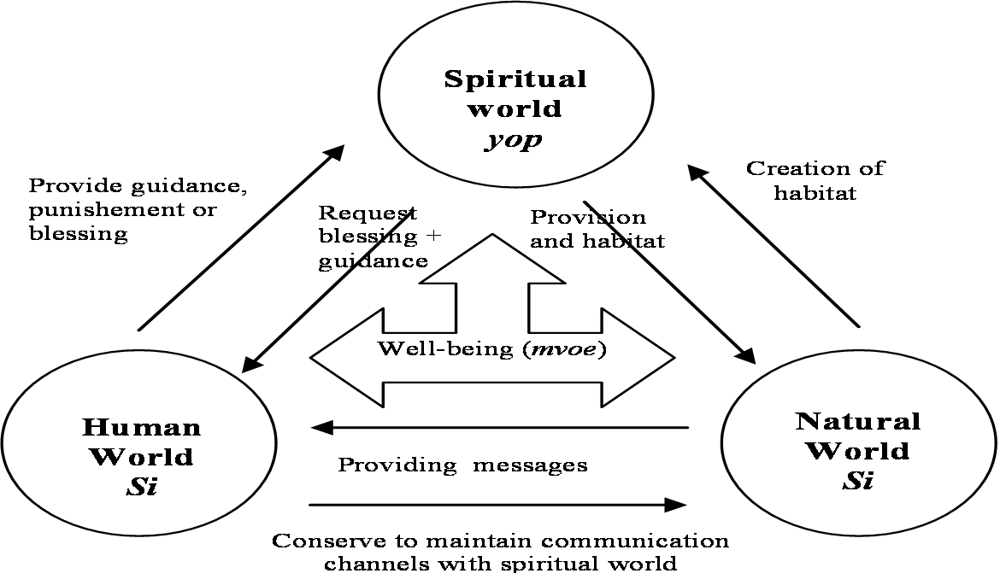 Spiritual
world
yop
Provide guidance,
punishement or
blessing
Request
blessing +
guidance
Provision
and habitat
Creation of
habitat
Well-being (mvoe)
Human
World
Si
Natural
World
Si
Providing messages
Conserve to maintain communication
channels with spiritual world